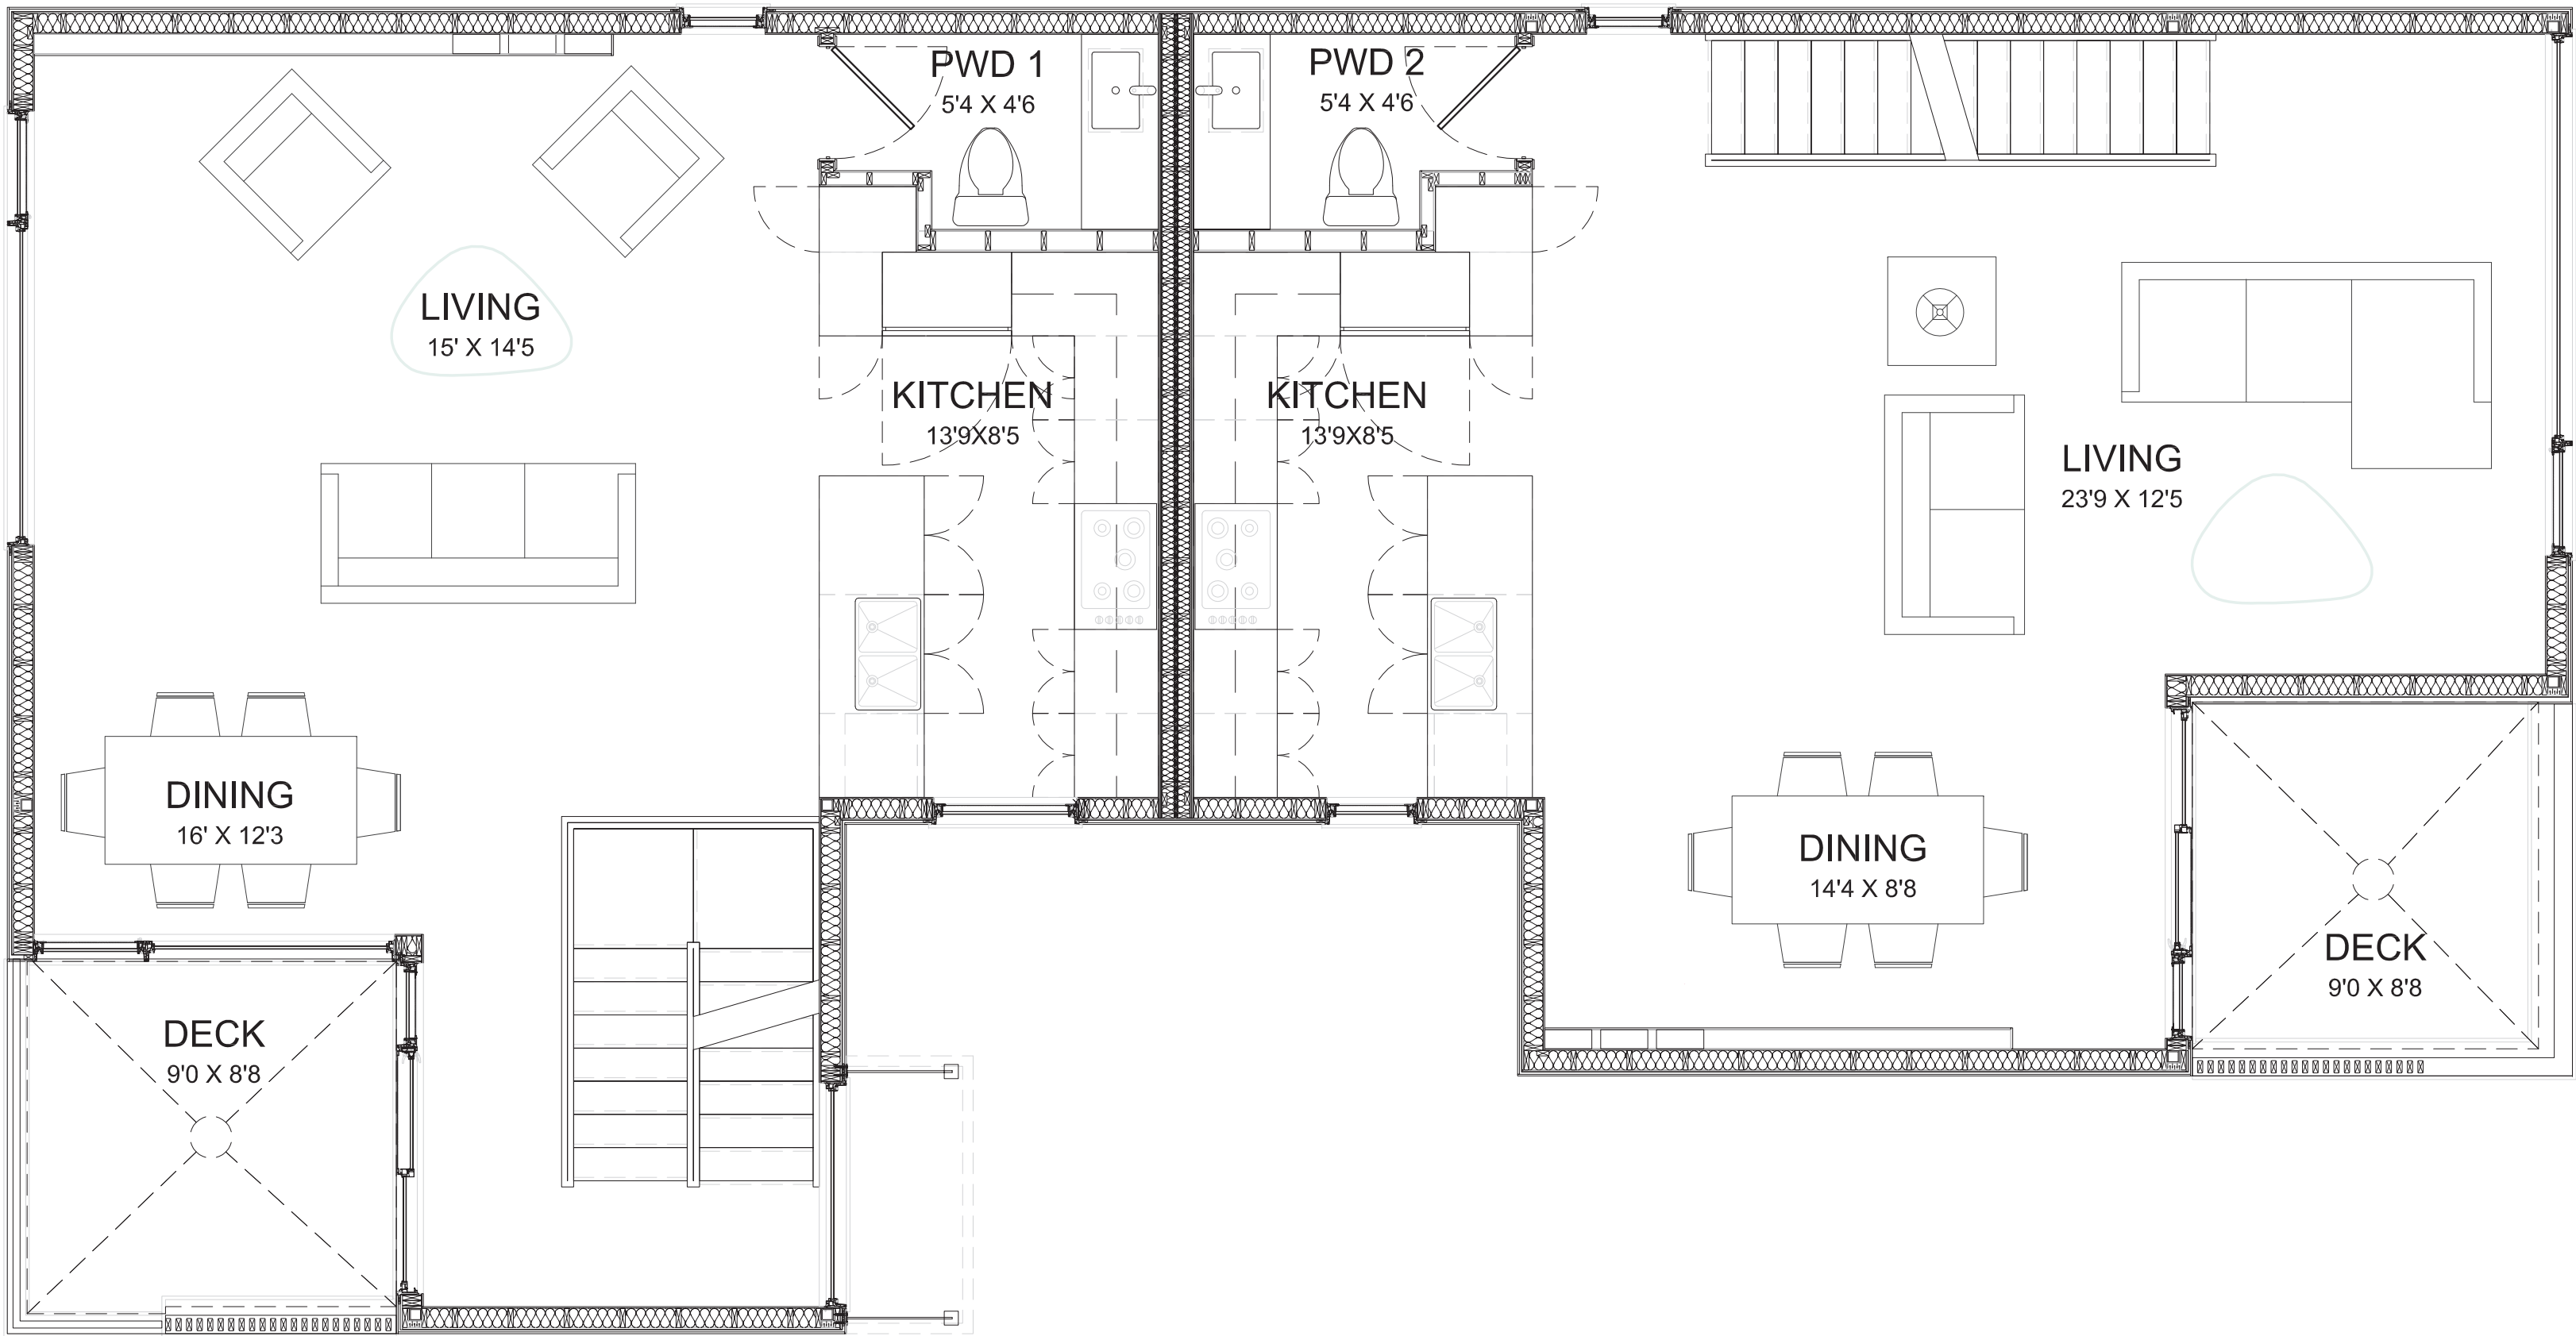 PWD 1
5'4 X 4'6
PWD 2
5'4 X 4'6
LIVING
15' X 14'5
KITCHEN
13'9X8'5
KITCHEN
13'9X8'5
LIVING
23'9 X 12'5
DINING
16' X 12'3
DINING
14'4 X 8'8
DECK
9'0 X 8'8
DECK
9'0 X 8'8